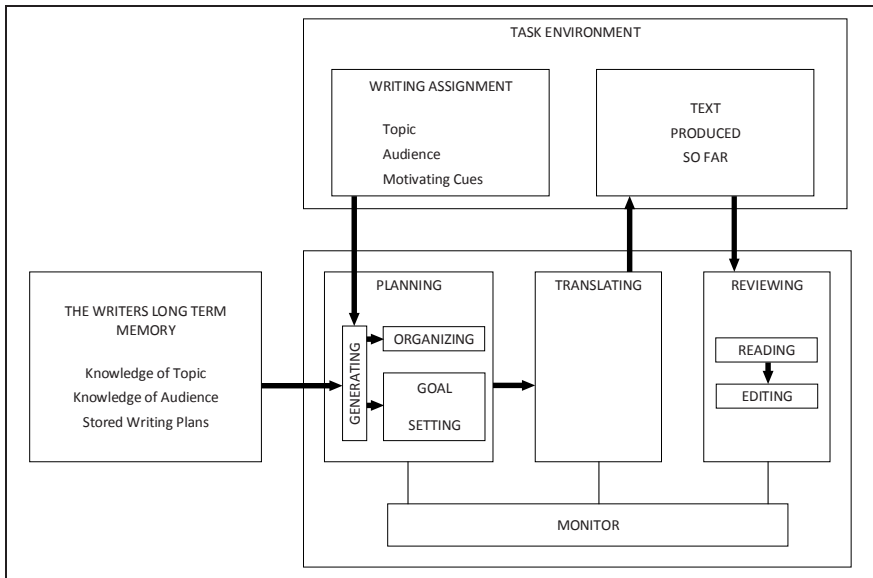 TASK ENVIRONMENT
WRITING ASSIGNMENT
Topic
Audience
Motivating Cues
TEXT
PRODUCED
SO FAR
THE WRITERS LONG TERM
MEMORY
Knowledge of Topic
Knowledge of Audience
Stored Writing Plans
PLANNING
GENERATING
ORGANIZING
GOAL
SETTING
TRANSLATING
REVIEWING
READING
EDITING
MONITOR